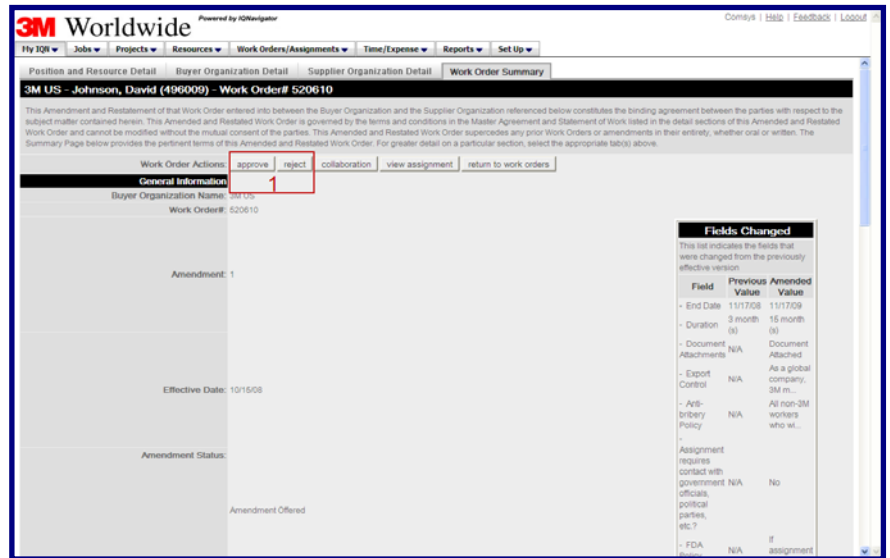 3M Worldwide Powered by IQNavigator
Comsys | Help | Feedback | Logout
My IQN Jobs Projects Resources Work Orders/Assignments Time/Expense Reports Set Up
Position and Resource Detail Buyer Organization Detail Supplier Organization Detail Work Order Summary
3M US - Johnson, David (496009) - Work Order# 520610
This Amendment and Restatement of that Work Order entered into between the Buyer Organization and the Supplier Organization referenced below constitutes the binding agreement between the parties with respect to the
subject matter contained herein. This Amended and Restated Work Order is governed by the terms and conditions in the Master Agreement and Statement of Work listed in the detail sections of this Amended and Restated
Work Order and cannot be modified without the mutual consent of the parties. This Amended and Restated Work Order supercedes any prior Work Orders or amendments in their entirety, whether oral or written. The
Summary Page below provides the pertinent terms of this Amended and Restated Work Order. For greater detail on a particular section, select the appropriate tab(s) above.
Work Order Actions: approve reject collaboration view assignment return to work orders
General Information
1
Buyer Organization Name: 3M US
Work Order#: 520610
Amendment: 1
Effective Date: 10/15/08
Amendment Status:
Amendment Offered
Fields Changed
This list indicates the fields that
were changed from the previously
effective version
Field Previous Value Amended Value
- End Date 11/17/08 11/17/09
- Duration 3 month (s) 15 month (s)
- Document Attachments N/A Document Attached
- Export Control N/A As a global company, 3M m...
- Anti-bribery Policy N/A All non-3M workers who wi...
- Assignment requires contact with government officials, political parties, etc.? N/A No
- FDA Policy N/A If assignment